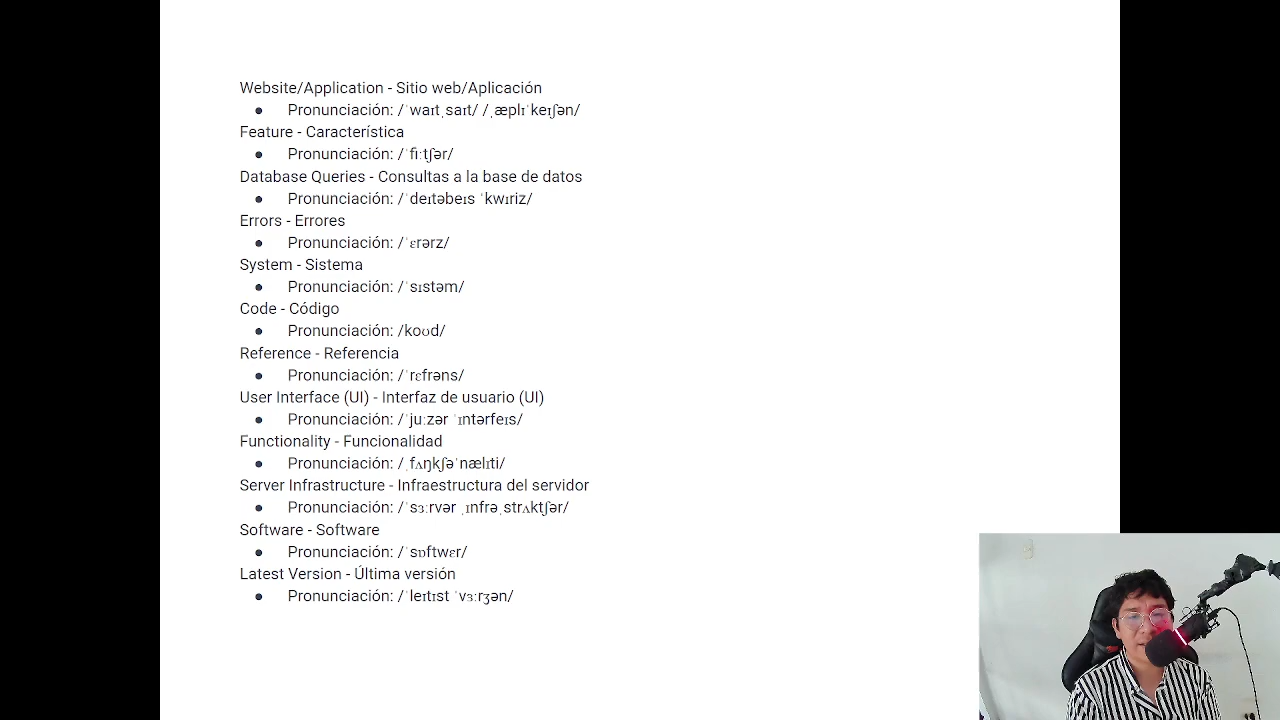 Website/Application - Sitio web/Aplicación
● Pronunciación: /ˈwaɪtˌsaɪt/ /ˌæplɪˈkeɪʃən/
Feature - Característica
● Pronunciación: /ˈfiːtʃər/
Database Queries - Consultas a la base de datos
● Pronunciación: /ˈdeɪtəbeɪs ˈkwɪriz/
Errors - Errores
● Pronunciación: /ˈɛrərz/
System - Sistema
● Pronunciación: /ˈsɪstəm/
Code - Código
● Pronunciación: /koʊd/
Reference - Referencia
● Pronunciación: /ˈrɛfrəns/
User Interface (UI) - Interfaz de usuario (UI)
● Pronunciación: /ˈjuːzər ˈɪntərfeɪs/
Functionality - Funcionalidad
● Pronunciación: /ˌfʌŋkʃəˈnælɪti/
Server Infrastructure - Infraestructura del servidor
● Pronunciación: /ˈsɜːrvər ˌɪnfrəˌstrʌktʃər/
Software - Software
● Pronunciación: /ˈsɒftwɛr/
Latest Version - Última versión
● Pronunciación: /ˈleɪtɪst ˈvɜːrʒən/